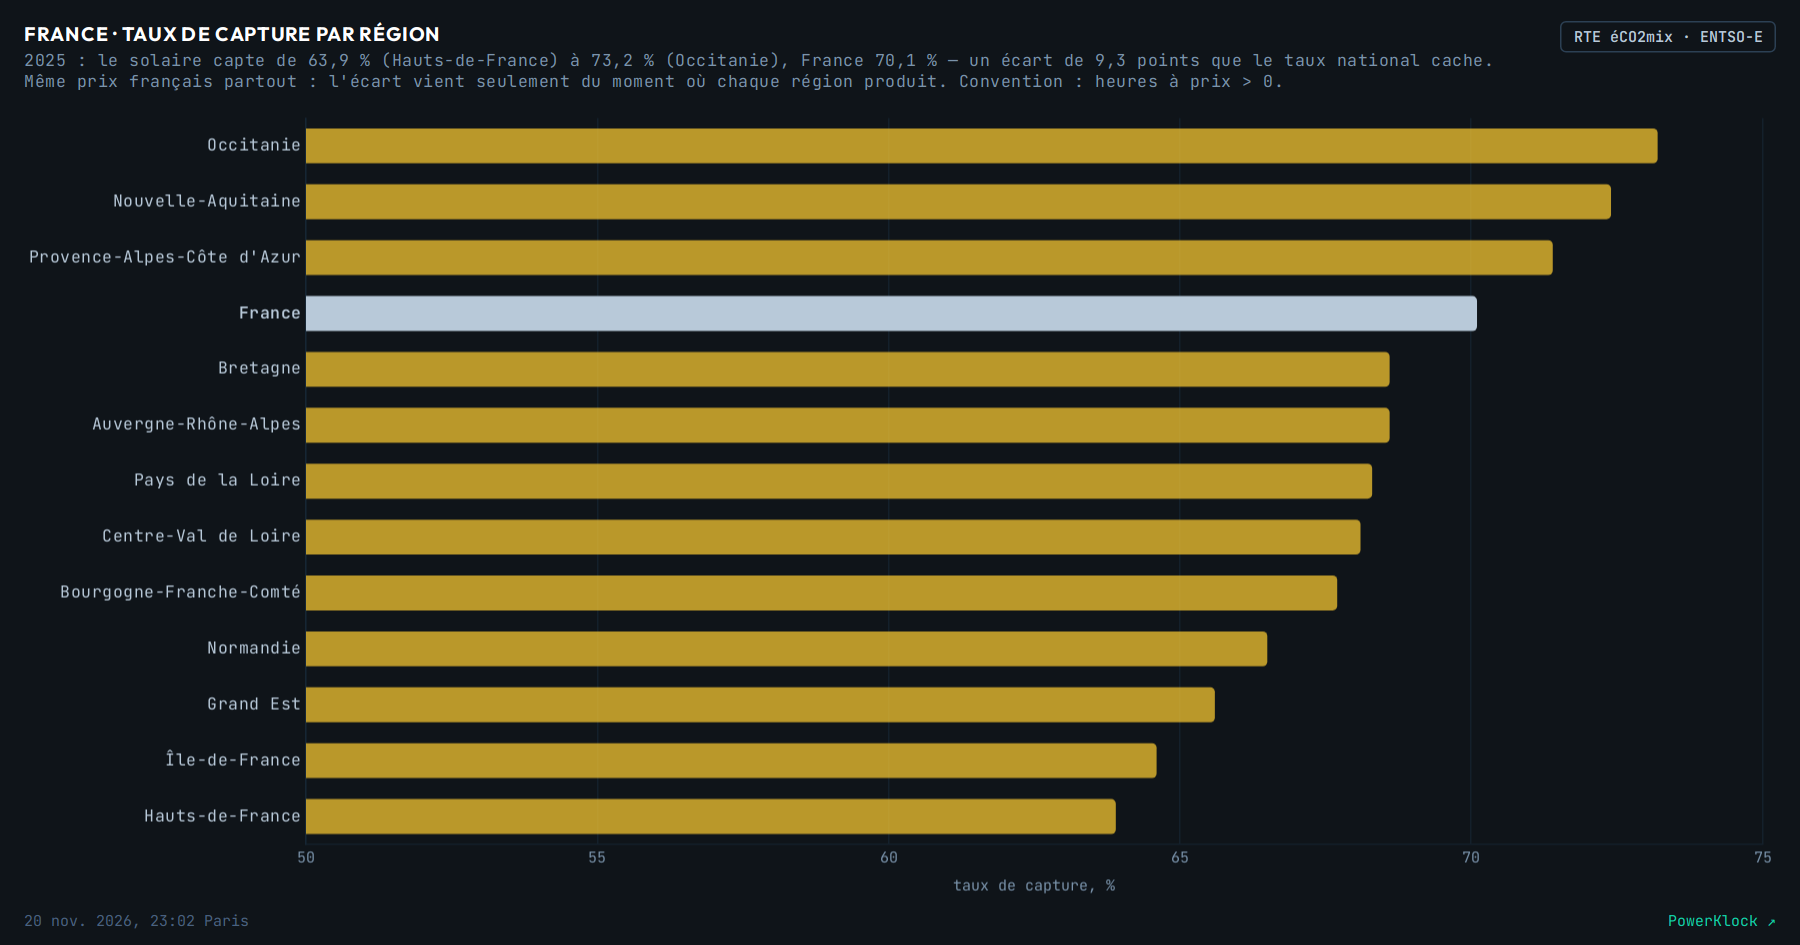 FRANCE · TAUX DE CAPTURE PAR RÉGION
RTE éCO2mix · ENTSO-E
2025 : le solaire capte de 63,9 % (Hauts-de-France) à 73,2 % (Occitanie), France 70,1 % — un écart de 9,3 points que le taux national cache.
Même prix français partout : l'écart vient seulement du moment où chaque région produit. Convention : heures à prix > 0.
Occitanie
Nouvelle-Aquitaine
Provence-Alpes-Côte d'Azur
France
Bretagne
Auvergne-Rhône-Alpes
Pays de la Loire
Centre-Val de Loire
Bourgogne-Franche-Comté
Normandie
Grand Est
Île-de-France
Hauts-de-France
50 55 60 65 70 75
taux de capture, %
20 nov. 2026, 23:02 Paris
PowerKlock ↗